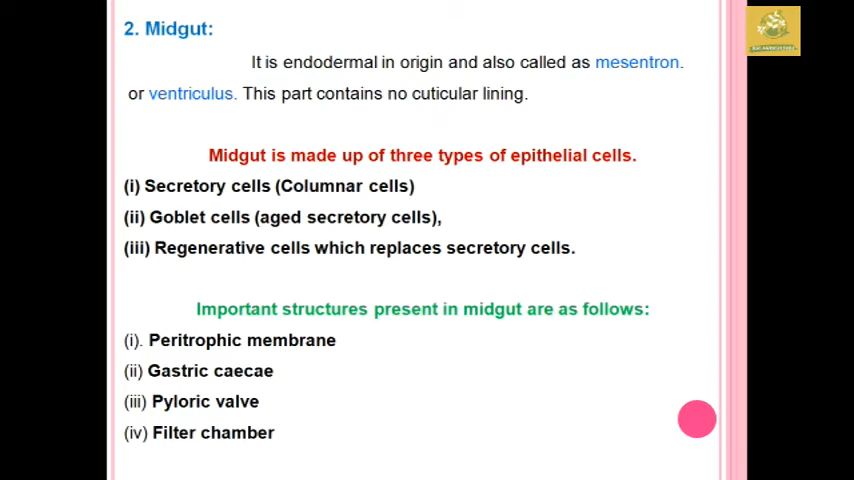 2. Midgut:
It is endodermal in origin and also called as mesentron.
or ventriculus. This part contains no cuticular lining.
Midgut is made up of three types of epithelial cells.
(i) Secretory cells (Columnar cells)
(ii) Goblet cells (aged secretory cells),
(iii) Regenerative cells which replaces secretory cells.
Important structures present in midgut are as follows:
(i). Peritrophic membrane
(ii) Gastric caecae
(iii) Pyloric valve
(iv) Filter chamber